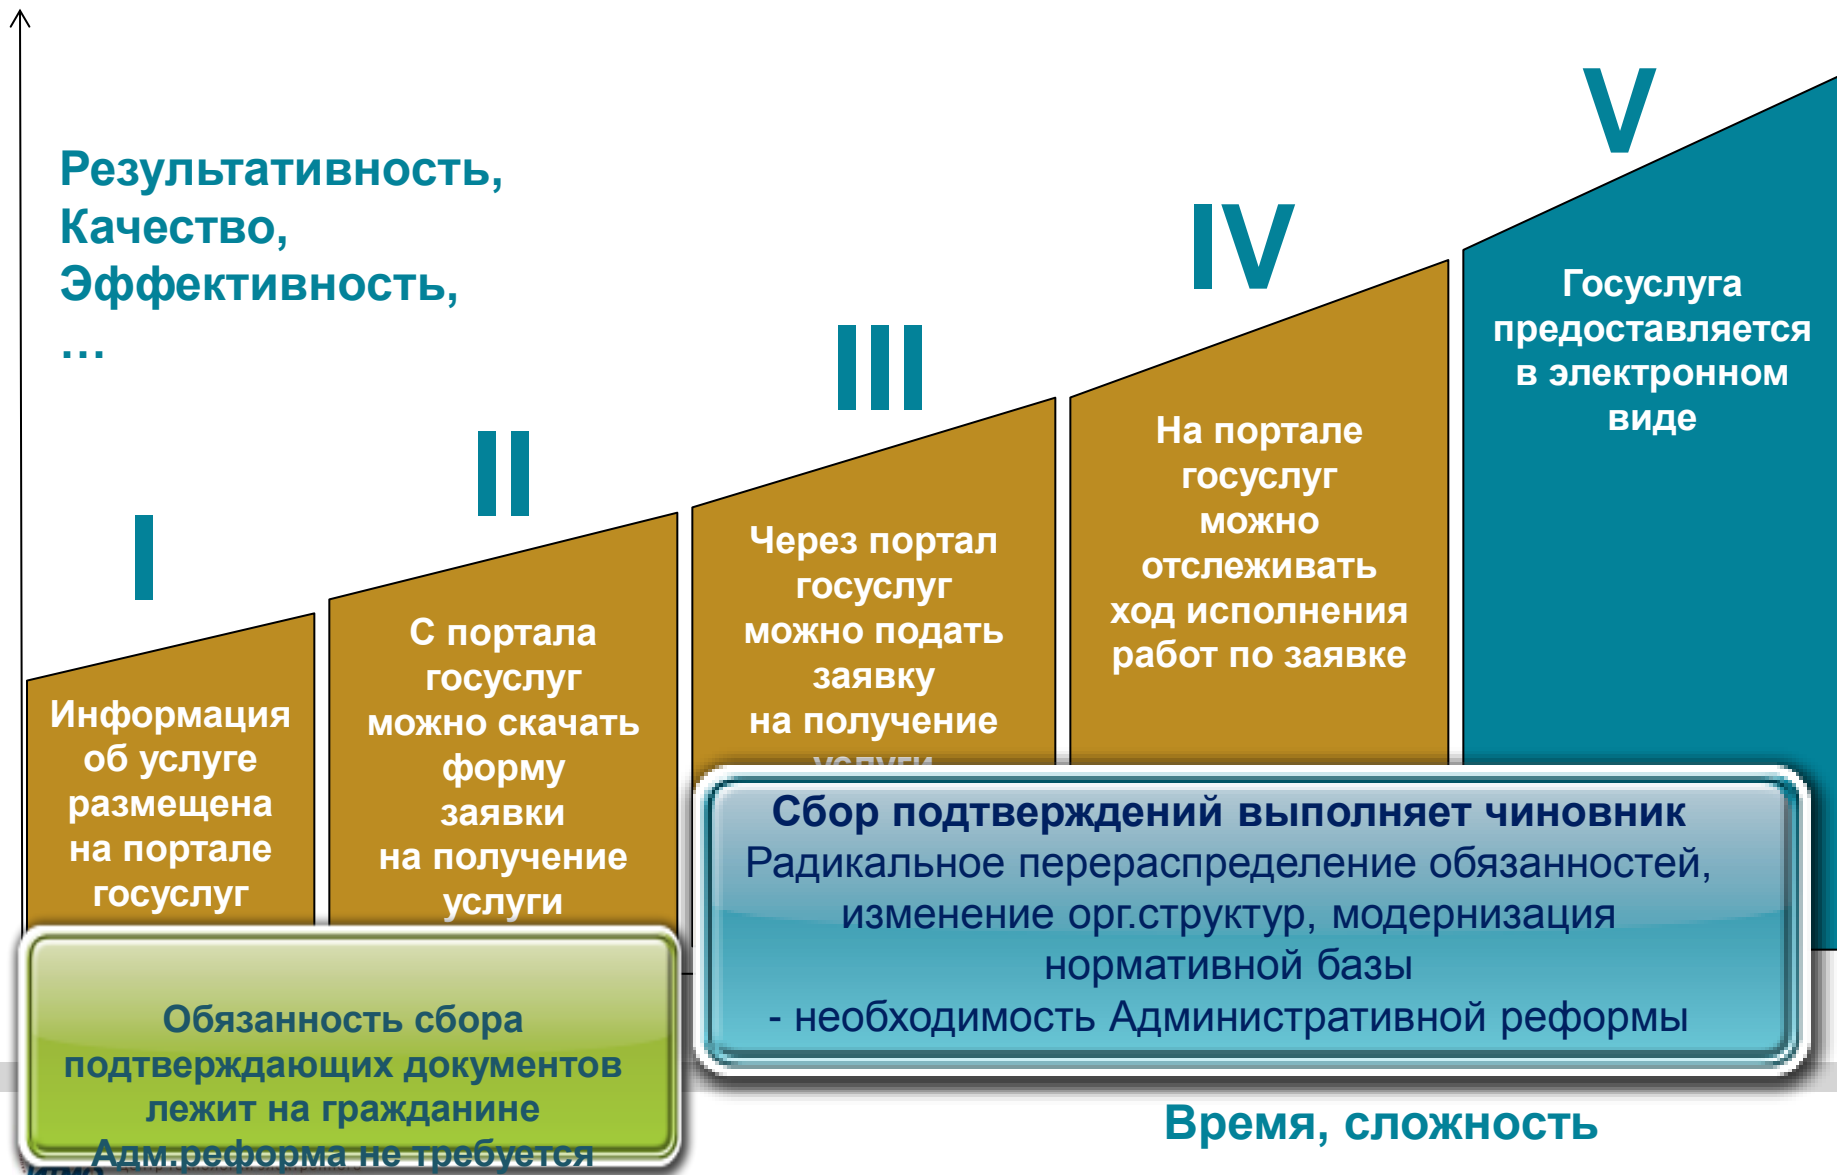 Результативность,
Качество,
Эффективность,
…
I
Информация
об услуге
размещена
на портале
госуслуг
II
С портала
госуслуг
можно скачать
форму
заявки
на получение
услуги
III
Через портал
госуслуг
можно подать
заявку
на получение
услуги
IV
На портале
госуслуг
можно
отслеживать
ход исполнения
работ по заявке
V
Госуслуга
предоставляется
в электронном
виде
Обязанность сбора
подтверждающих документов
лежит на гражданине
Адм.реформа не требуется
Сбор подтверждений выполняет чиновник
Радикальное перераспределение обязанностей,
изменение орг.структур, модернизация
нормативной базы
- необходимость Административной реформы
Время, сложность